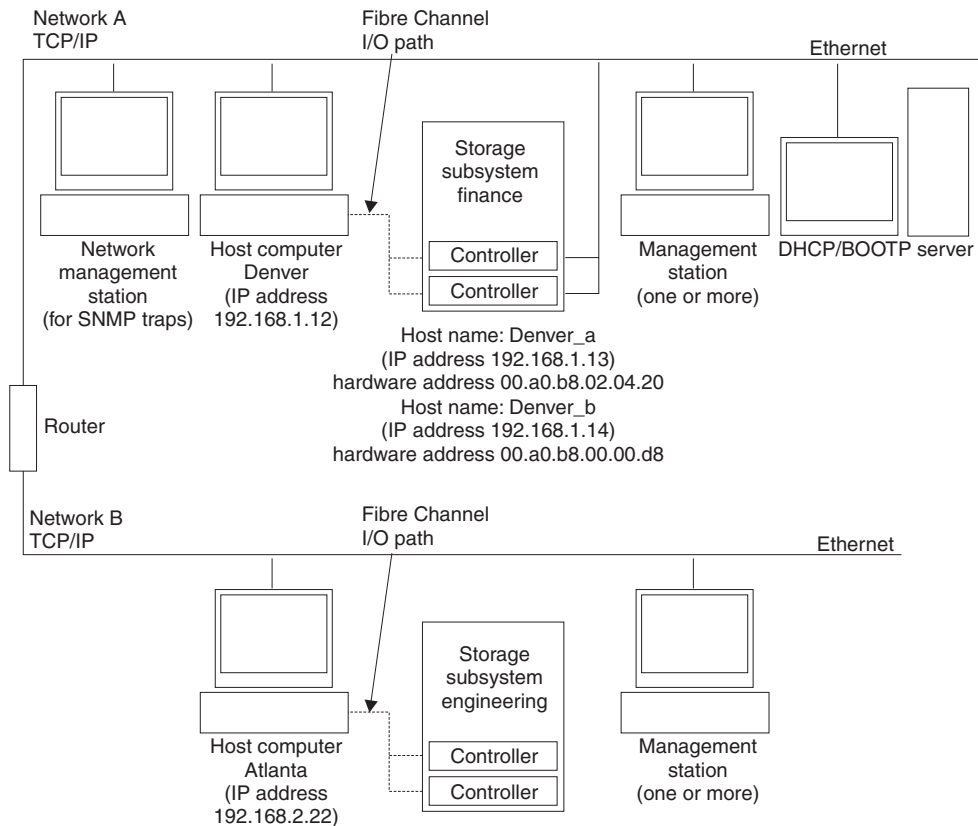 Network A
TCP/IP
Fibre Channel
I/O path
Ethernet
Storage
subsystem
finance
Controller
Controller
Network
management
station
(for SNMP traps)
Host computer
Denver
(IP address
192.168.1.12)
Management
station
(one or more)
DHCP/BOOTP server
Host name: Denver_a
(IP address 192.168.1.13)
hardware address 00.a0.b8.02.04.20
Host name: Denver_b
(IP address 192.168.1.14)
hardware address 00.a0.b8.00.00.d8
Router
Network B
TCP/IP
Fibre Channel
I/O path
Ethernet
Storage
subsystem
engineering
Controller
Controller
Host computer
Atlanta
(IP address
192.168.2.22)
Management
station
(one or more)